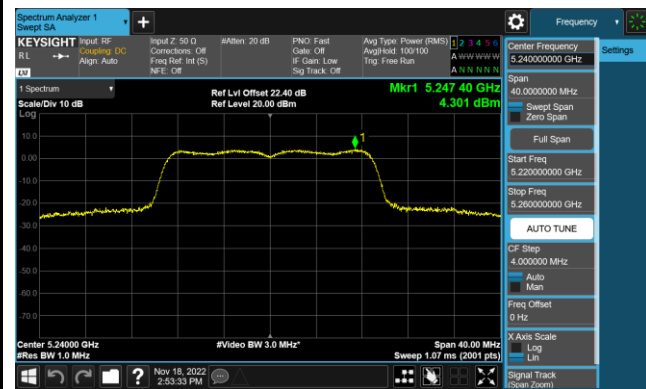 Spectrum Analyzer 1
Swept SA
Frequency
KEYSIGHT
RL
LXI
Input: RF
Coupling: DC
Align: Auto
Input Z: 50 Ω
Corrections: Off
Freq Ref: Int (S)
NFE: Off
#Atten: 20 dB
PNO: Fast
Gate: Off
IF Gain: Low
Sig Track: Off
Avg Type: Power (RMS)
Avg|Hold: 100/100
Trig: Free Run
1 2 3 4 5 6
A W W W W W
A N N N N N
1 Spectrum
Scale/Div 10 dB
Log
Ref Lvl Offset 22.40 dB
Ref Level 20.00 dBm
Mkr1 5.247 40 GHz
4.301 dBm
1
10.0
0.00
-10.0
-20.0
-30.0
-40.0
-50.0
-60.0
-70.0
Center 5.24000 GHz
#Res BW 1.0 MHz
#Video BW 3.0 MHz*
Span 40.00 MHz
Sweep 1.07 ms (2001 pts)
Nov 18, 2022
2:53:33 PM
?
Center Frequency
5.240000000 GHz
Settings
Span
40.0000000 MHz
Swept Span
Zero Span
Full Span
Start Freq
5.220000000 GHz
Stop Freq
5.260000000 GHz
AUTO TUNE
CF Step
4.000000 MHz
Auto
Man
Freq Offset
0 Hz
X Axis Scale
Log
Lin
Signal Track
(Span Zoom)